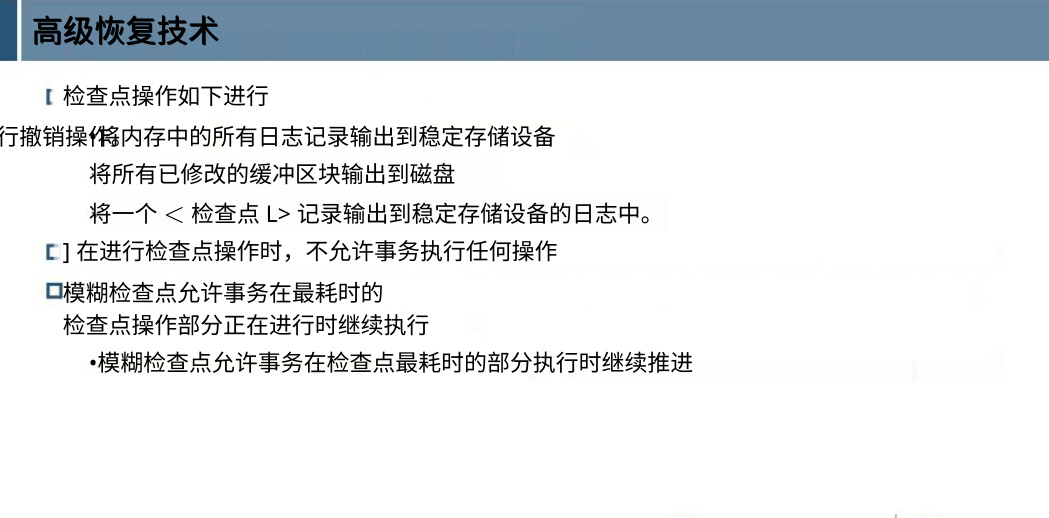 高级恢复技术
检查点操作如下进行
行撤销操作。
•将内存中的所有日志记录输出到稳定存储设备
将所有已修改的缓冲区块输出到磁盘
将一个 < 检查点 L> 记录输出到稳定存储设备的日志中。
] 在进行检查点操作时，不允许事务执行任何操作
模糊检查点允许事务在最耗时的
检查点操作部分正在进行时继续执行
•模糊检查点允许事务在检查点最耗时的部分执行时继续推进